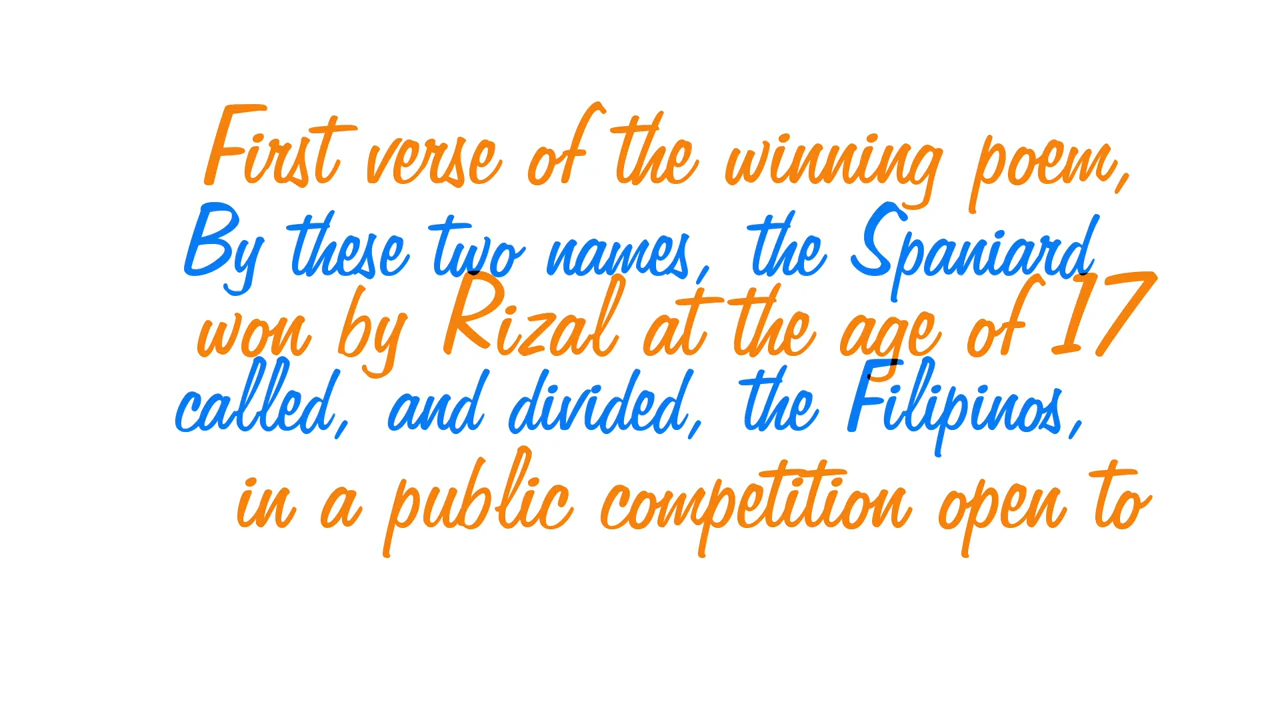 First verse of the winning poem,
By these two names, the Spaniard
won by Rizal at the age of 17
called, and divided, the Filipinos,
in a public competition open to